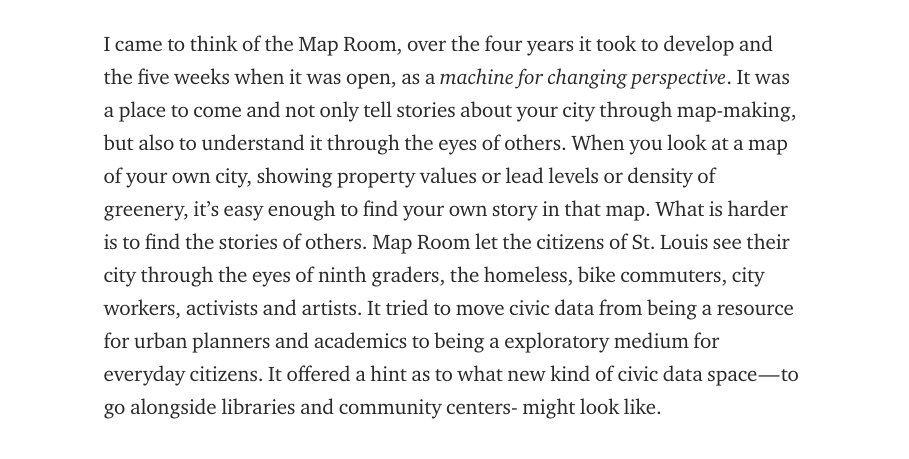 I came to think of the Map Room, over the four years it took to develop and
the five weeks when it was open, as a machine for changing perspective. It was
a place to come and not only tell stories about your city through map-making,
but also to understand it through the eyes of others. When you look at a map
of your own city, showing property values or lead levels or density of
greenery, it’s easy enough to find your own story in that map. What is harder
is to find the stories of others. Map Room let the citizens of St. Louis see their
city through the eyes of ninth graders, the homeless, bike commuters, city
workers, activists and artists. It tried to move civic data from being a resource
for urban planners and academics to being a exploratory medium for
everyday citizens. It offered a hint as to what new kind of civic data space — to
go alongside libraries and community centers- might look like.